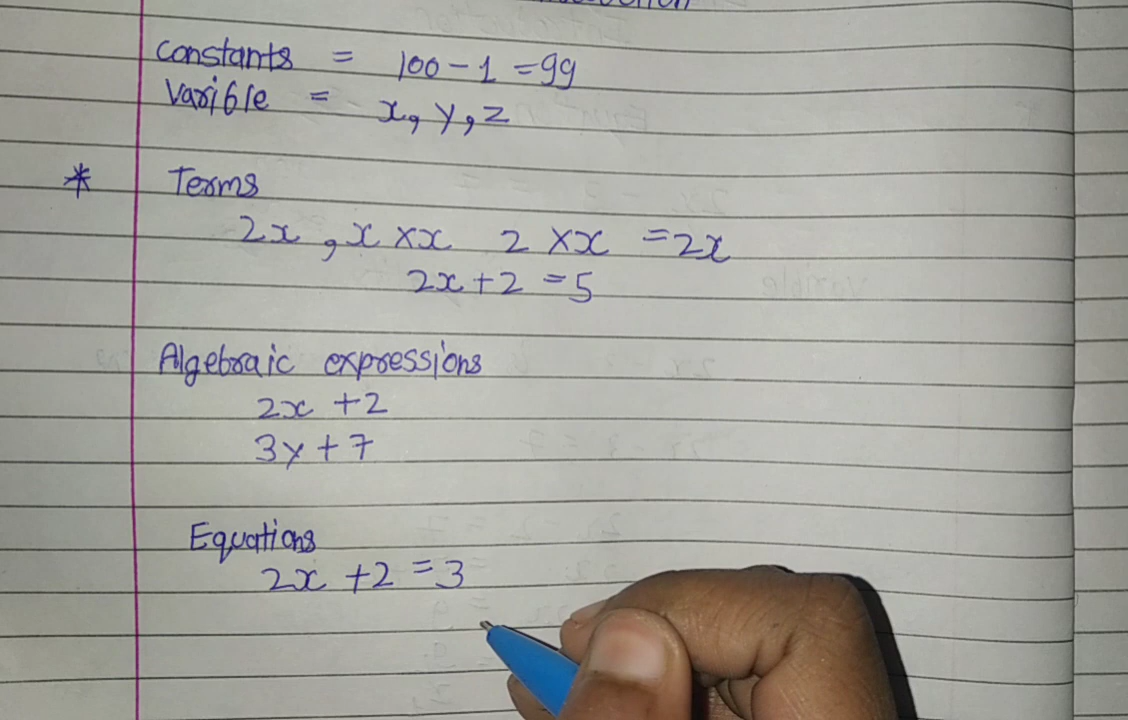 Constants = 100 - 1 = 99
Varible = x, y, z
* Terms
2x, x × x 2 × x = 2x
2x + 2 = 5
Algebraic expressions
2x + 2
3y + 7
Equations
2x + 2 = 3